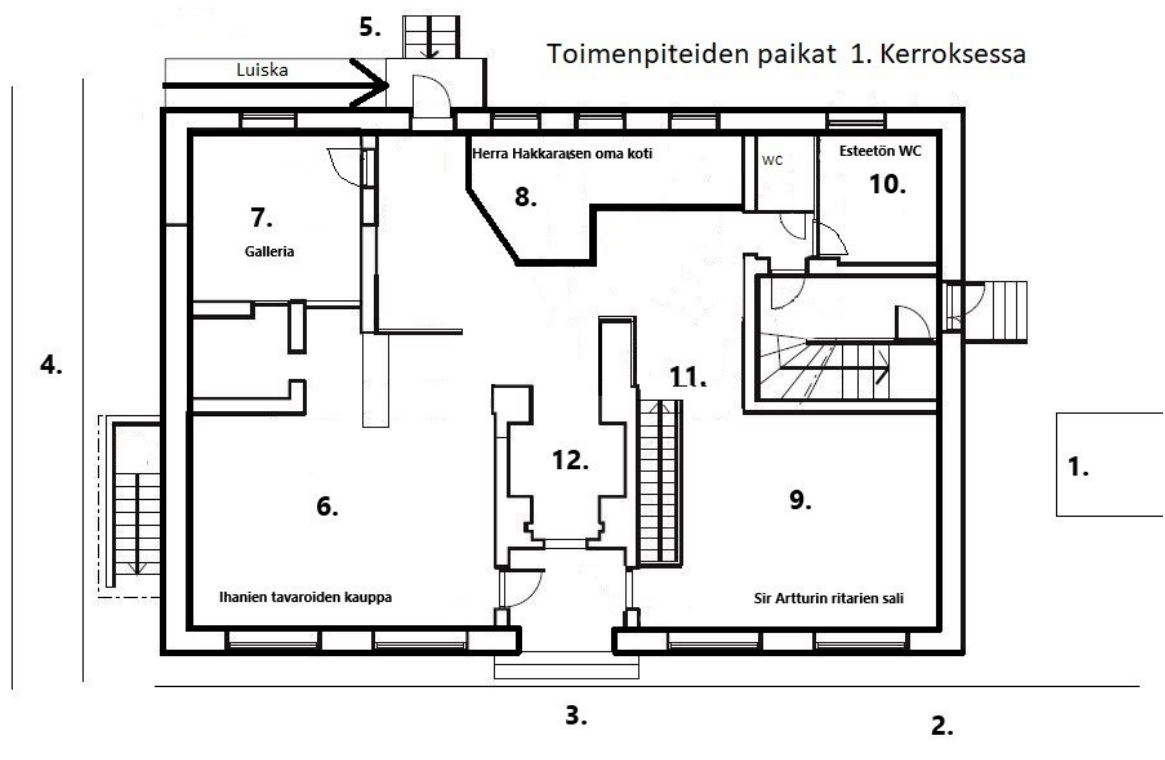 5.
Toimenpiteiden paikat 1. Kerroksessa
Luiska
Herra Hakkaraisen oma koti
WC
Esteetön WC
8.
10.
7.
Galleria
4.
11.
12.
1.
6.
9.
Ihanien tavaroiden kauppa
Sir Artturin ritarien sali
3.
2.